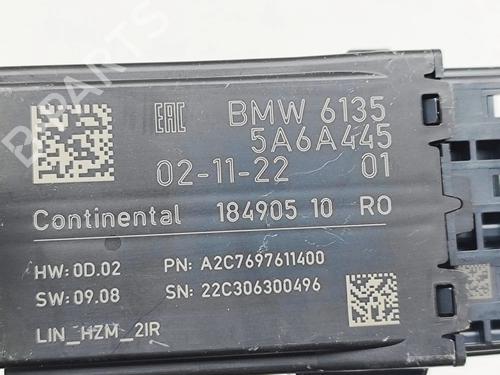 EAC BMW 6135
5A6A445
02-11-22 01
Continental 184905 10 RO
HW:0D.02 PN: A2C7697611400
SW:09.08 SN: 22C306300496
LIN_HZM_2IR